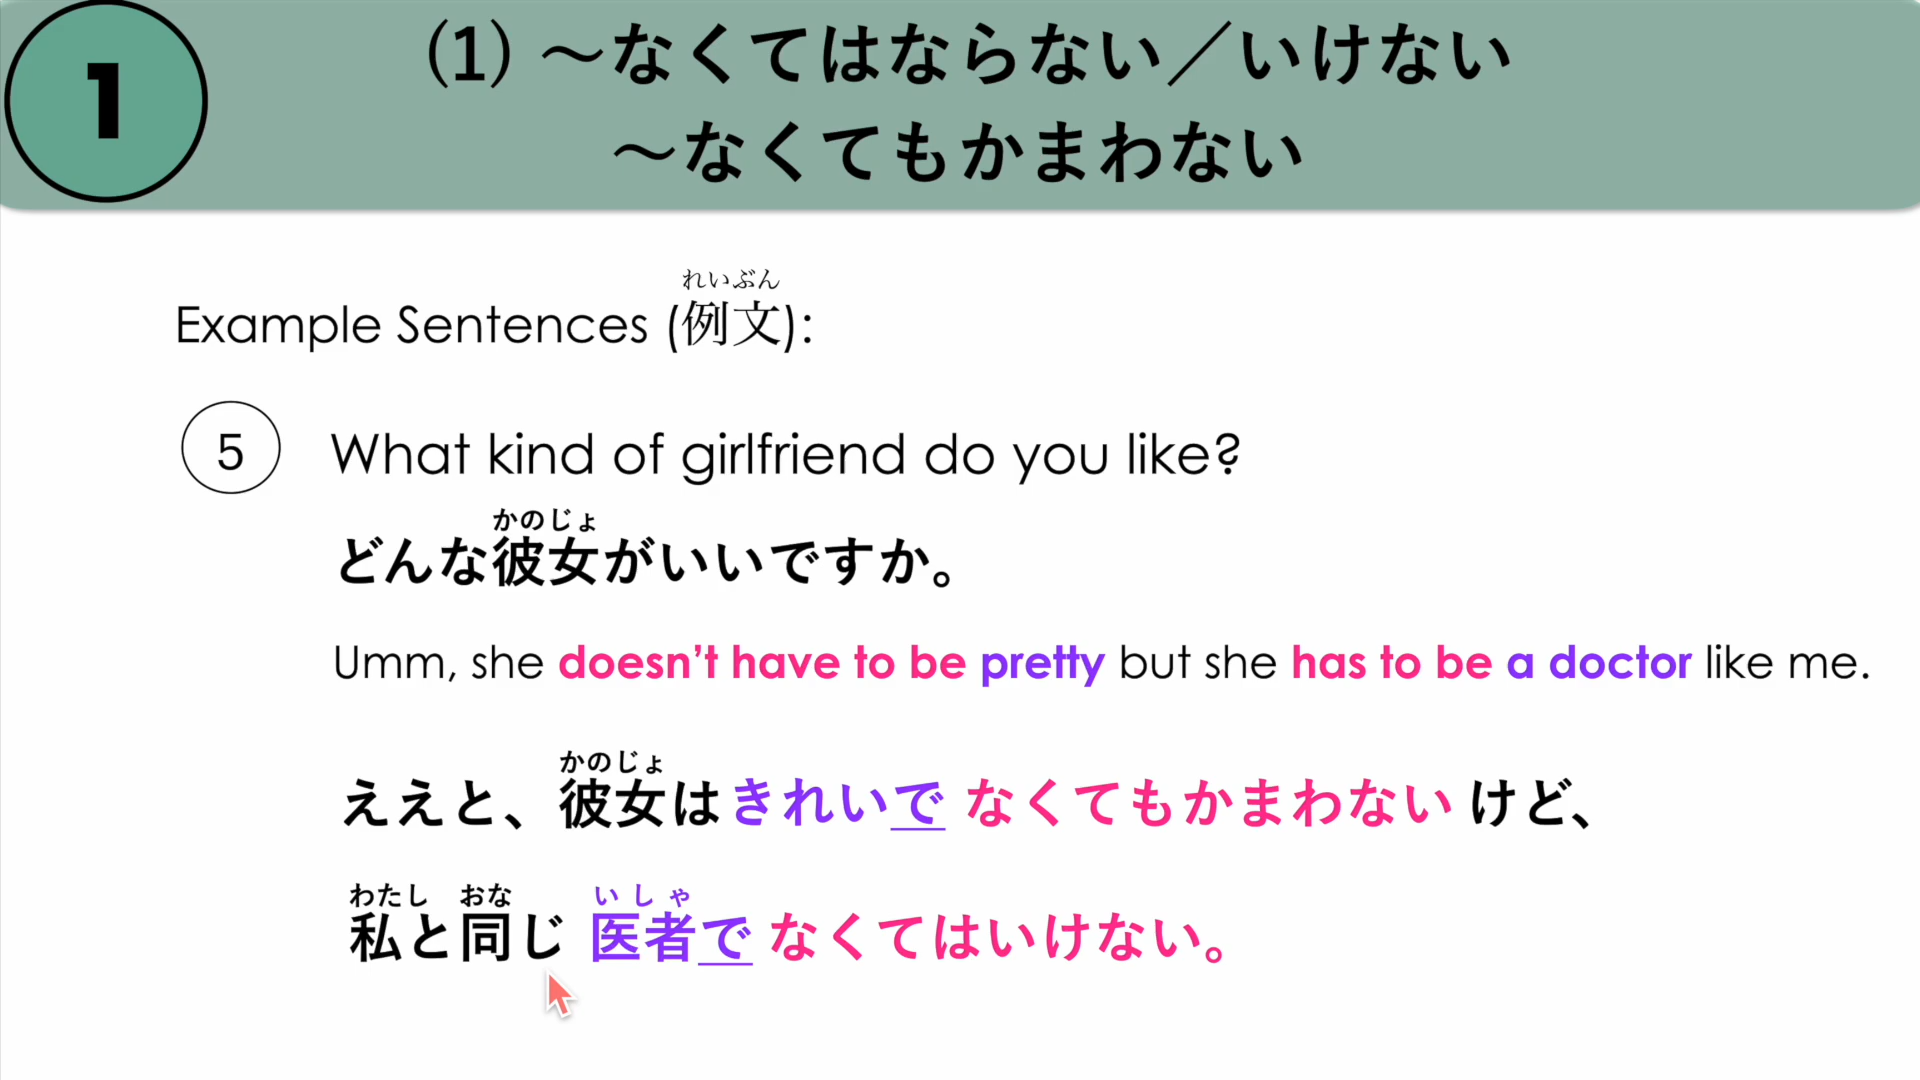 1
(1) ～なくてはならない／いけない
～なくてもかまわない
れいぶん
Example Sentences (例文):
5 What kind of girlfriend do you like?
かのじょ
どんな彼女がいいですか。
Umm, she doesn't have to be pretty but she has to be a doctor like me.
かのじょ
ええと、彼女はきれいで なくてもかまわない けど、
わたし おな いしゃ
私と同じ 医者で なくてはいけない。